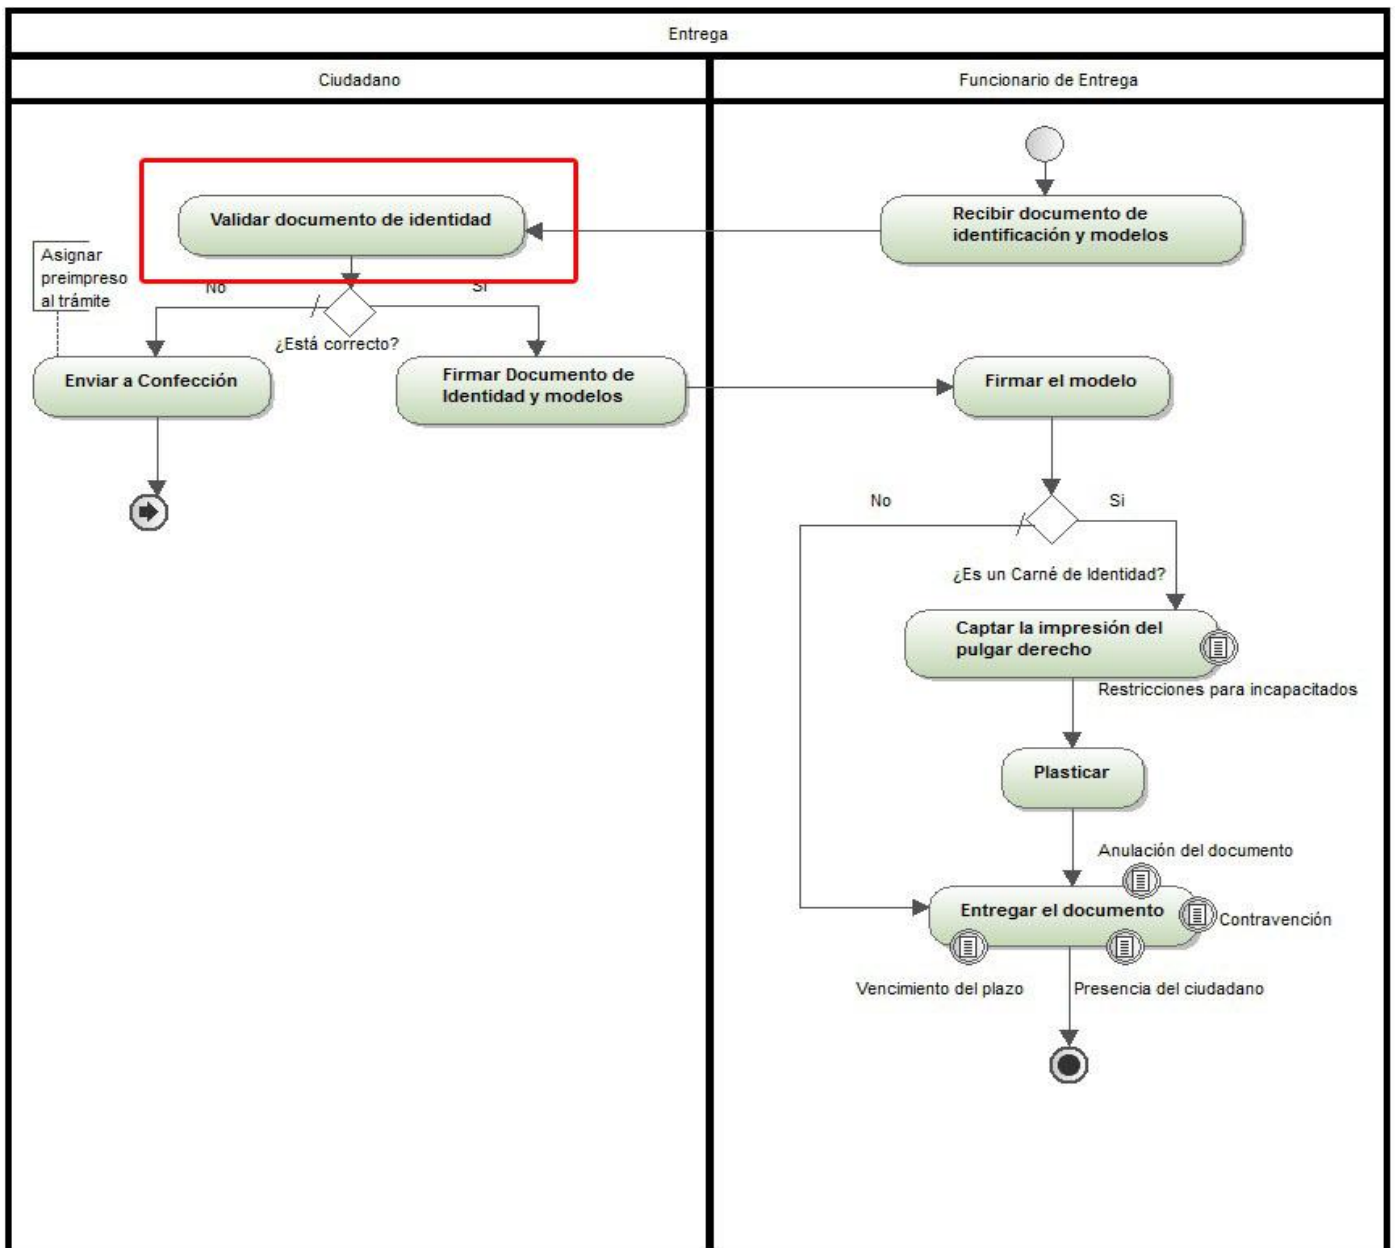 Entrega
Ciudadano
Funcionario de Entrega
Validar documento de identidad
Recibir documento de
identificación y modelos
Asignar
preimpreso
al trámite
No
Si
¿Está correcto?
Enviar a Confección
Firmar Documento de
Identidad y modelos
Firmar el modelo
No
Si
¿Es un Carné de Identidad?
Captar la impresión del
pulgar derecho
Restricciones para incapacitados
Plasticar
Anulación del documento
Entregar el documento
Contravención
Vencimiento del plazo
Presencia del ciudadano